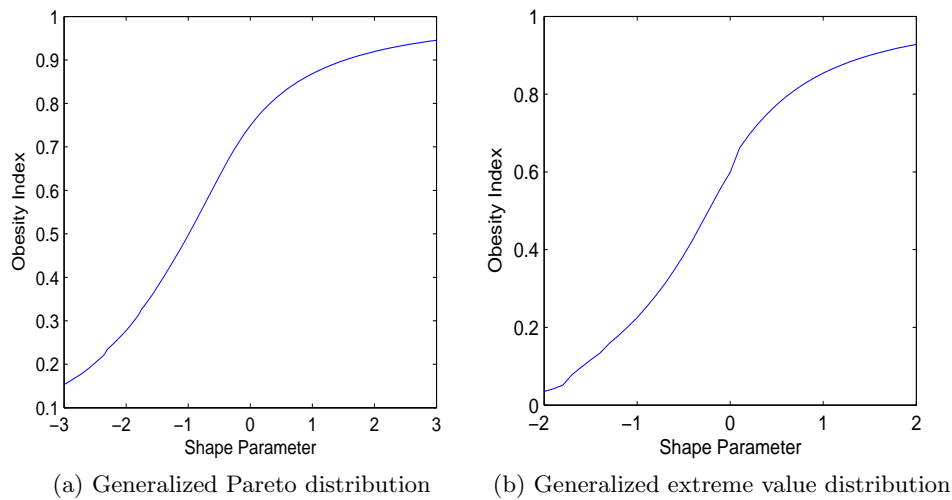 1
0.9
0.8
0.7
0.6
0.5
0.4
0.3
0.2
0.1
−3 −2 −1 0 1 2 3
Obesity Index
Shape Parameter
(a) Generalized Pareto distribution
1
0.8
0.6
0.4
0.2
0
−2 −1 0 1 2
Obesity Index
Shape Parameter
(b) Generalized extreme value distribution